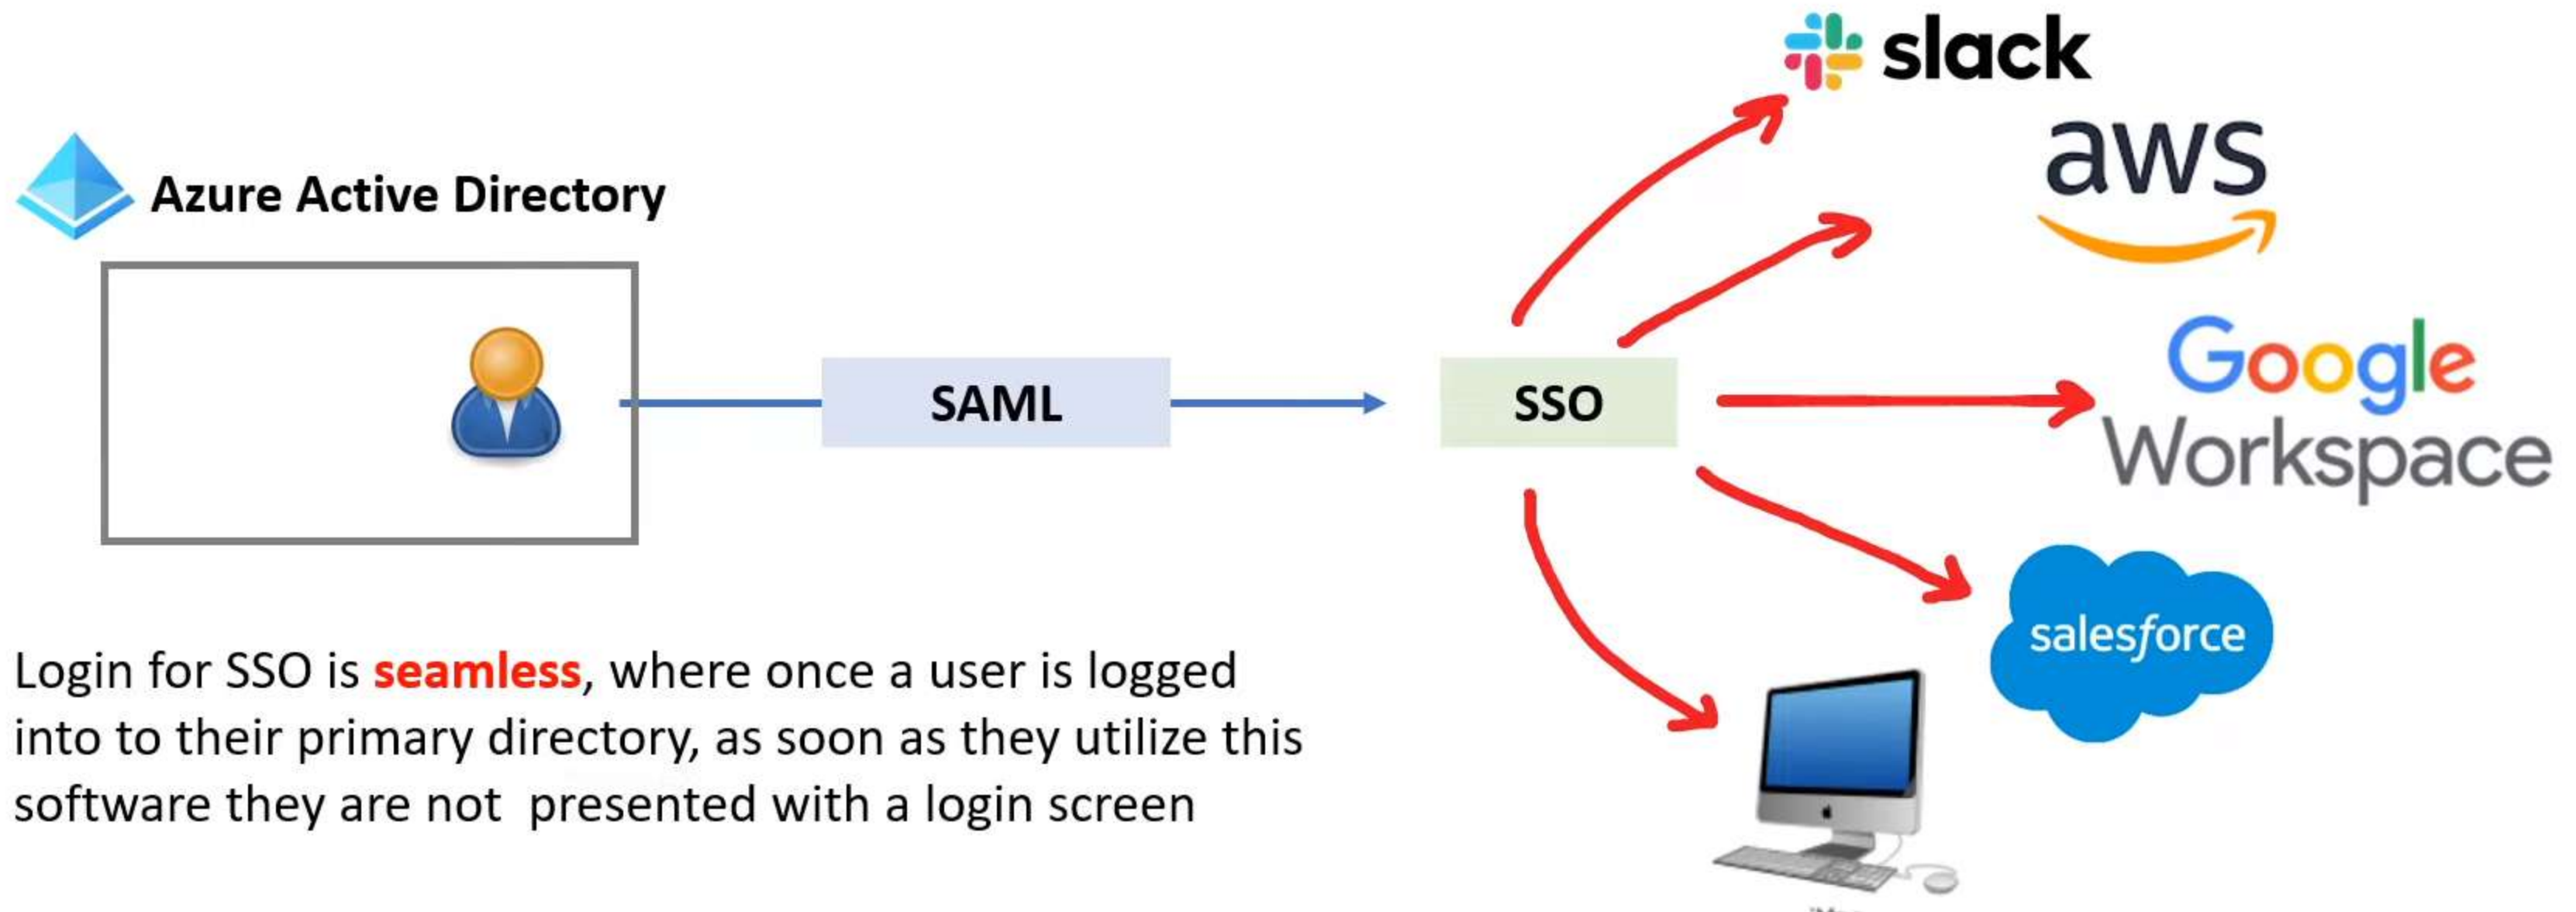 slack
aws
Azure Active Directory
Google
Workspace
SAML
SSO
salesforce
Login for SSO is seamless, where once a user is logged
into to their primary directory, as soon as they utilize this
software they are not presented with a login screen